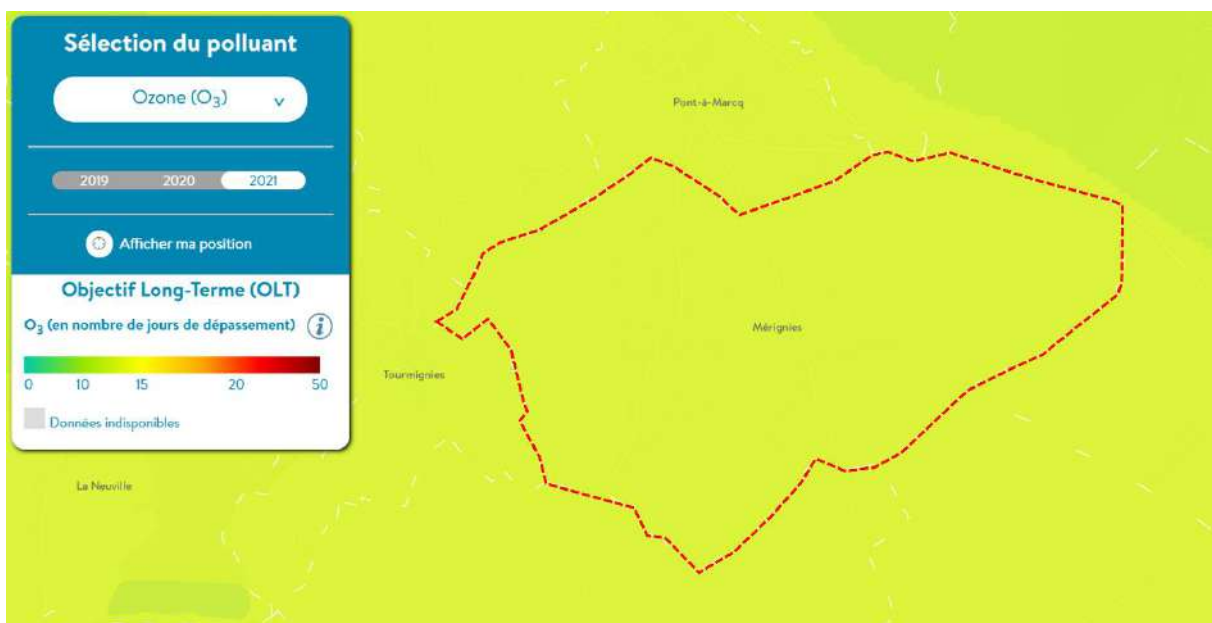 Sélection du polluant
Ozone (O₃) v
2019 2020 2021
Afficher ma position
Objectif Long-Terme (OLT)
O₃ (en nombre de jours de dépassement) i
0 10 15 20 50
Données indisponibles
Pont-à-Marcq
Mérignies
Tourmignies
La Neuville